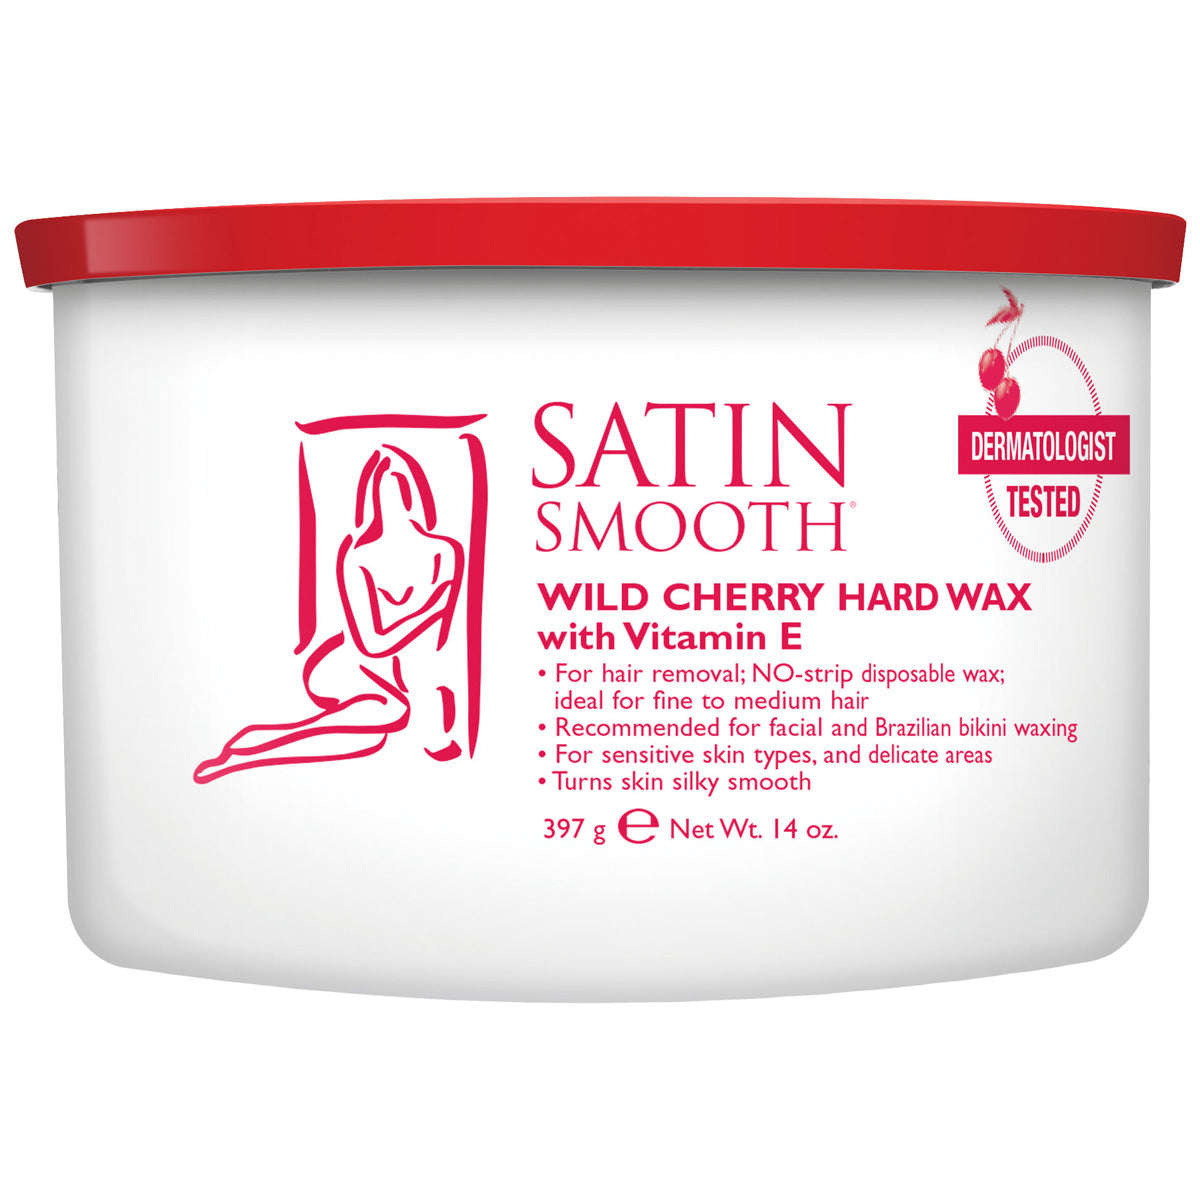 DERMATOLOGIST
TESTED
SATIN
SMOOTH®
WILD CHERRY HARD WAX
with Vitamin E
• For hair removal; NO-strip disposable wax;
ideal for fine to medium hair
• Recommended for facial and Brazilian bikini waxing
• For sensitive skin types, and delicate areas
• Turns skin silky smooth
397 g ℮ Net Wt. 14 oz.